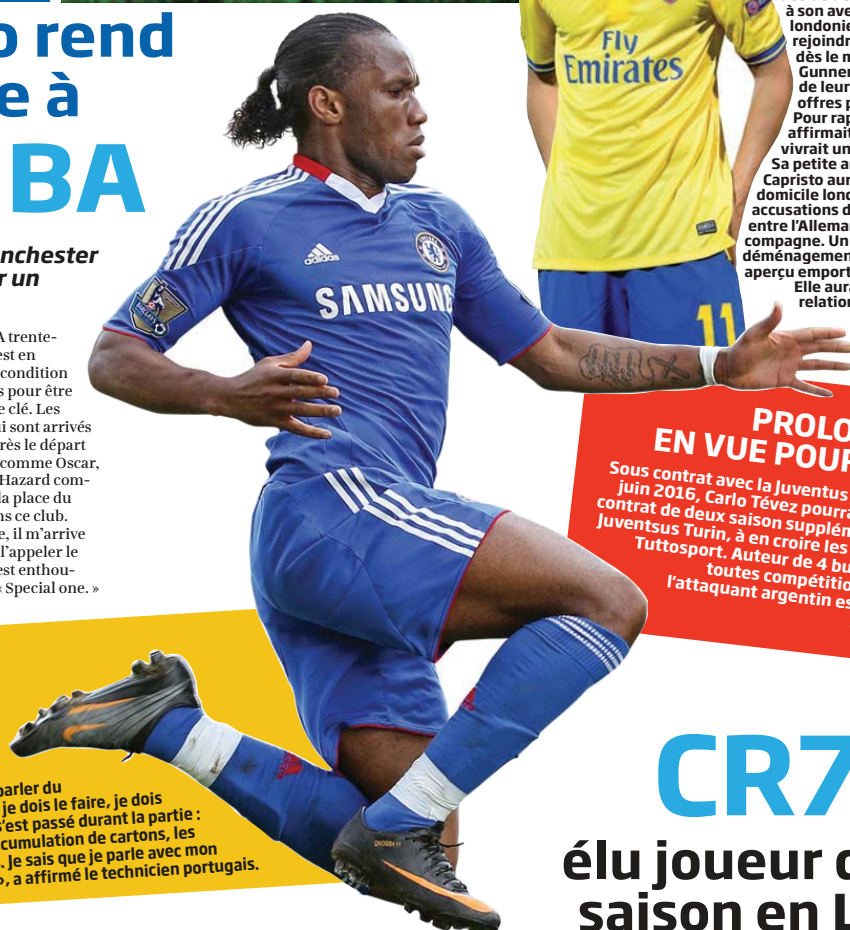 o rend
e à
BA
nchester
r un
A trente-
est en
condition
s pour être
e clé. Les
ui sont arrivés
rès le départ
comme Oscar,
Hazard com-
la place du
ns ce club.
e, il m'arrive
l'appeler le
est enthou-
« Special one. »
parler du
je dois le faire, je dois
s'est passé durant la partie :
ccumulation de cartons, les
. Je sais que je parle avec mon
», a affirmé le technicien portugais.
adidas
SAMSUNG
Fly
Emirates
11
à son ave
londonie
rejoindr
dès le m
Gunner
de leur
offres p
Pour rap
affirmait
vivrait un
Sa petite a
Capristo aur
domicile lond
accusations d
entre l'Allema
compagne. Un
déménagemen
aperçu emport
Elle aura
relation
PROLO
EN VUE POUR
Sous contrat avec la Juventus
juin 2016, Carlo Tévez pourra
contrat de deux saison supplém
Juventsus Turin, à en croire les
Tuttosport. Auteur de 4 bu
toutes compétitio
l'attaquant argentin es
CR7
élu joueur d
saison en L